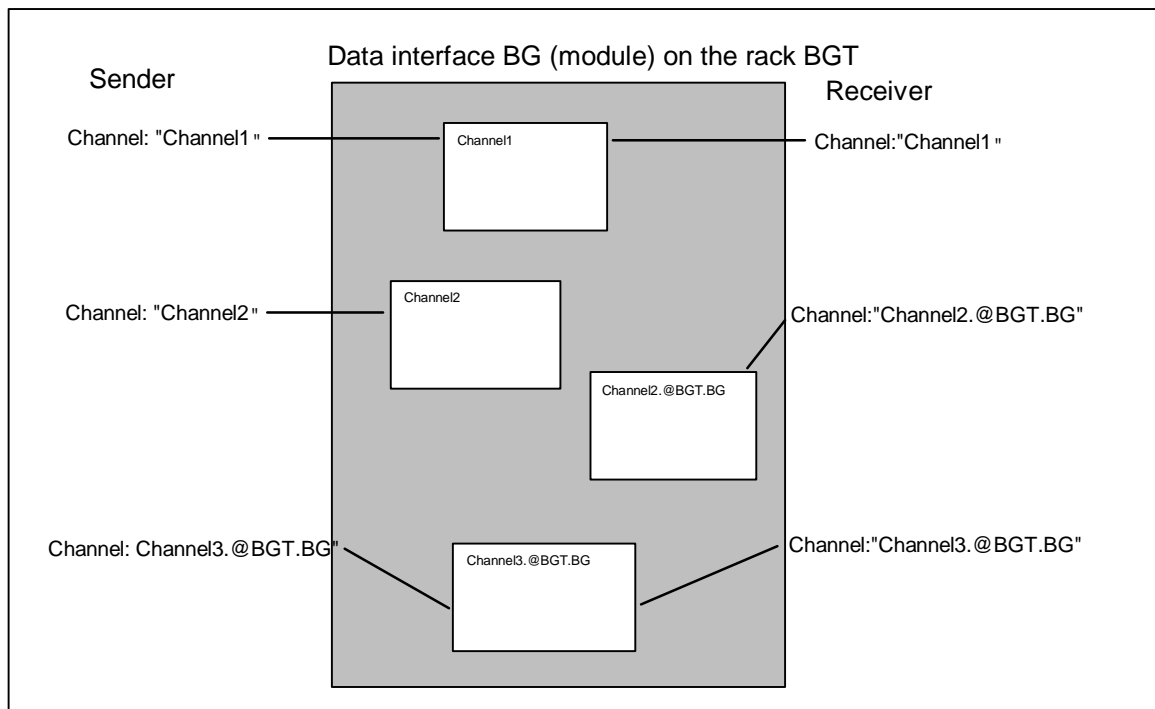 Data interface BG (module) on the rack BGT
Sender
Receiver
Channel: "Channel1"
Channel1
Channel:"Channel1"
Channel: "Channel2"
Channel2
Channel:"Channel2.@BGT.BG"
Channel2.@BGT.BG
Channel: Channel3.@BGT.BG"
Channel3.@BGT.BG
Channel:"Channel3.@BGT.BG"